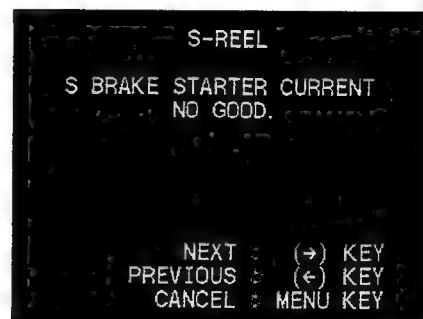 S-REEL
S BRAKE STARTER CURRENT
NO GOOD.
NEXT : (→) KEY
PREVIOUS : (←) KEY
CANCEL : MENU KEY